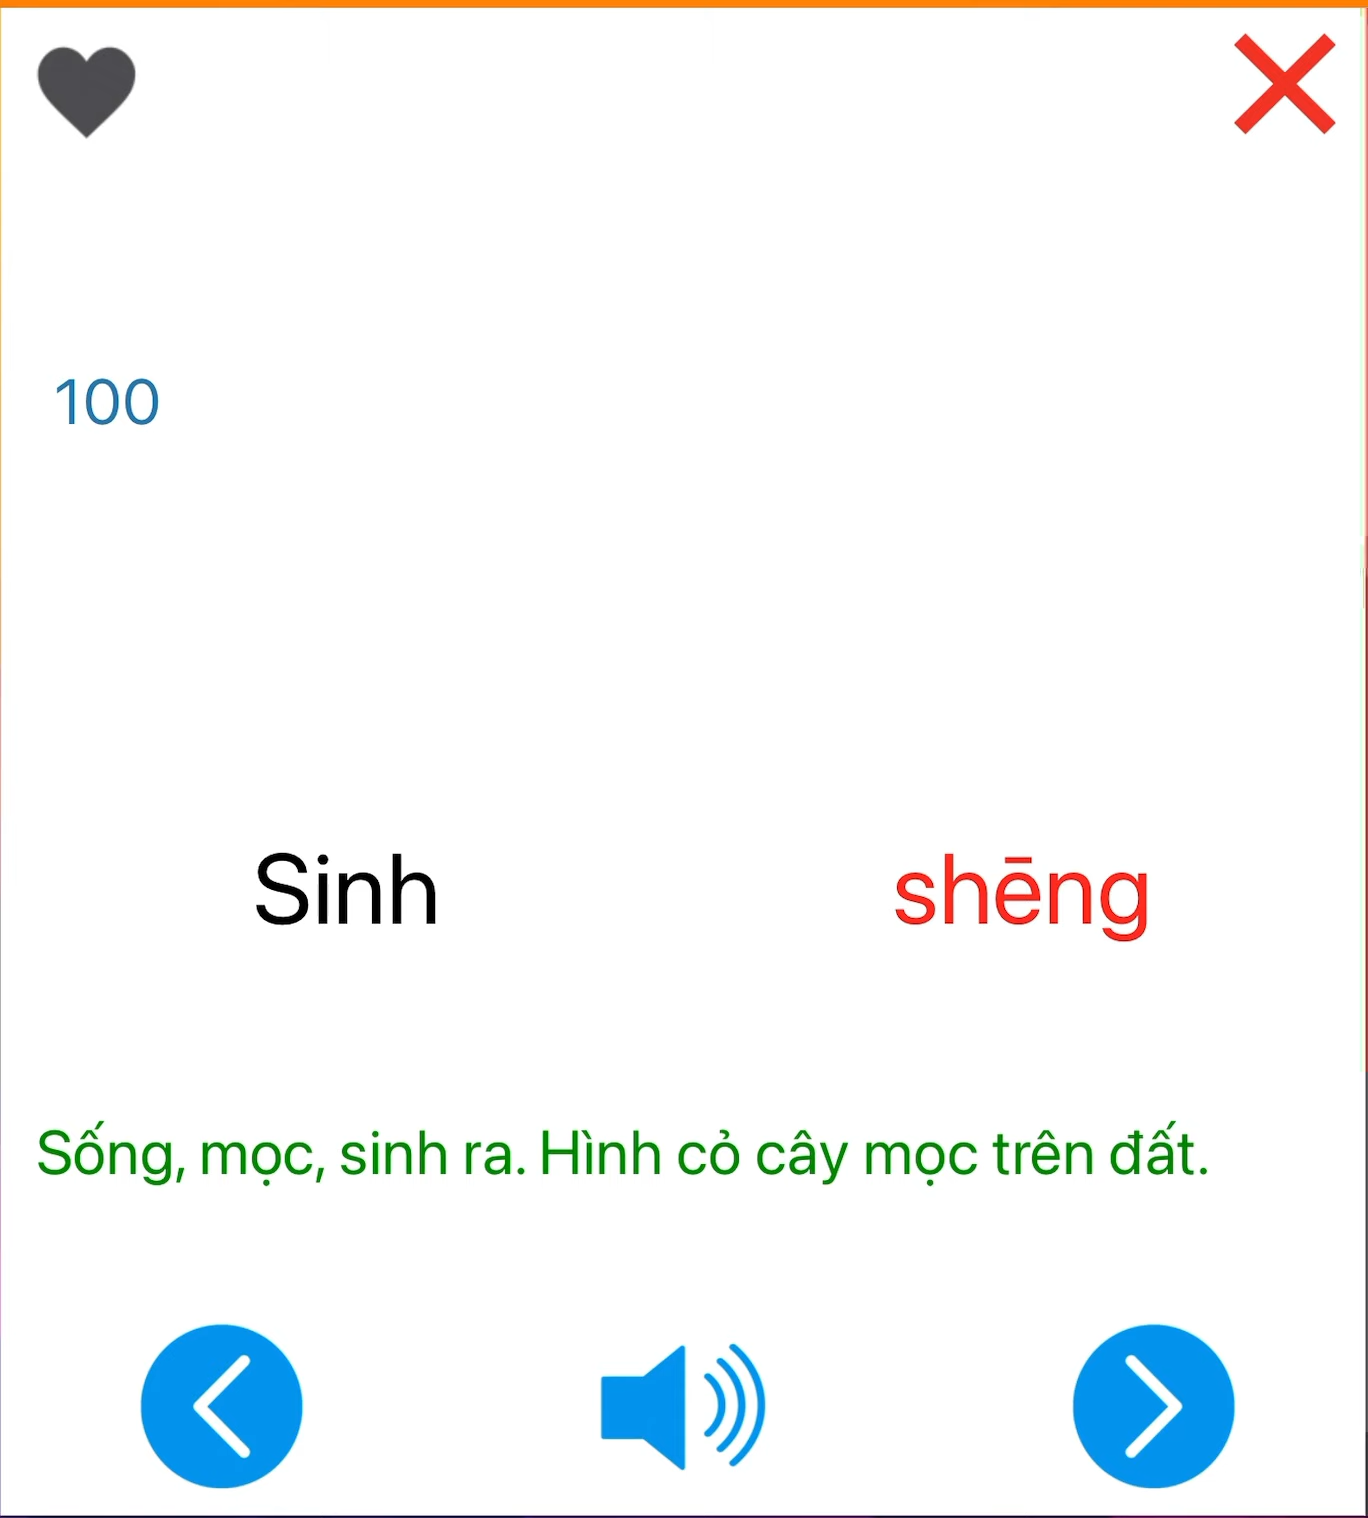 100
Sinh shēng
Sống, mọc, sinh ra. Hình cỏ cây mọc trên đất.